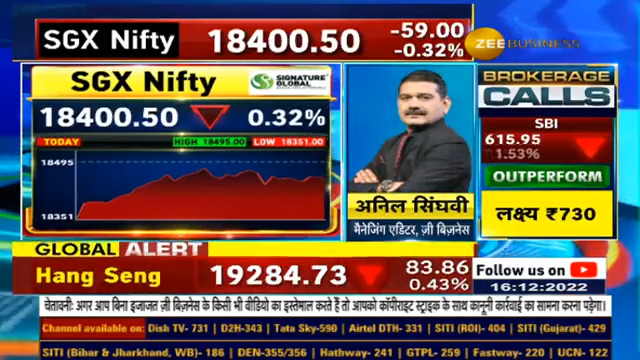 SGX Nifty 18400.50 -59.00
-0.32%
ZEE BUSINESS
SGX Nifty
SIGNATURE GLOBAL
18400.50 0.32%
TODAY HIGH 18495.00 LOW 18351.00
18495
18351
अनिल सिंघवी
मैनेजिंग एडिटर, ज़ी बिज़नेस
BROKERAGE
CALLS
SBI
615.95
1.53%
OUTPERFORM
लक्ष्य ₹730
GLOBAL ALERT
Hang Seng 19284.73 83.86
0.43%
Follow us on
16:12:2022
चेतावनी: अगर आप बिना इजाजत ज़ी बिज़नेस के किसी भी वीडियो का इस्तेमाल करते हैं तो आपको कॉपीराइट स्ट्राइक के साथ कानूनी कार्रवाई का सामना करना पड़ेगा.
Channel available on: Dish TV- 731 | D2H-343 | Tata Sky-590 | Airtel DTH- 331 | SITI (ROI) - 404 | SITI (Gujarat) - 429
SITI (Bihar & Jharkhand, WB)- 186 | DEN-355/356 | Hathway- 241 | GTPL- 259 | Fastway- 220 | UCN- 122